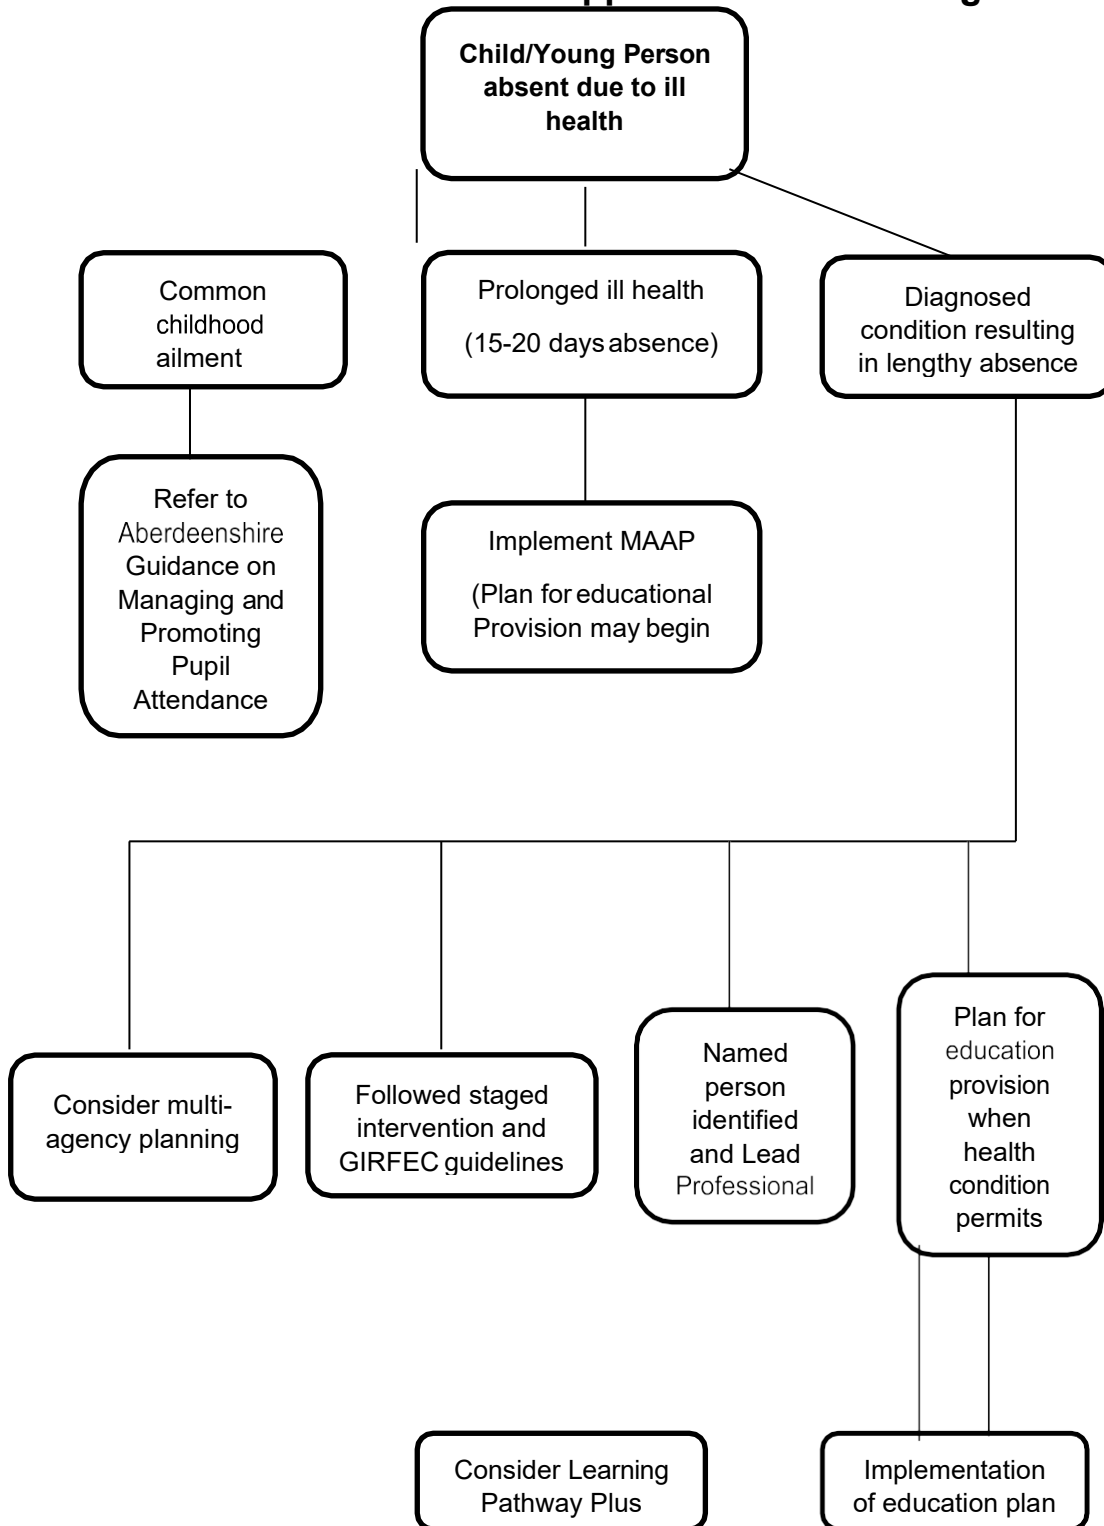 Child/Young Person
absent due to ill
health
Common
childhood
ailment
Prolonged ill health
(15-20 days absence)
Diagnosed
condition resulting
in lengthy absence
Refer to
Aberdeenshire
Guidance on
Managing and
Promoting
Pupil
Attendance
Implement MAAP
(Plan for educational
Provision may begin
Consider multi-
agency planning
Followed staged
intervention and
GIRFEC guidelines
Named
person
identified
and Lead
Professional
Plan for
education
provision
when
health
condition
permits
Consider Learning
Pathway Plus
Implementation
of education plan